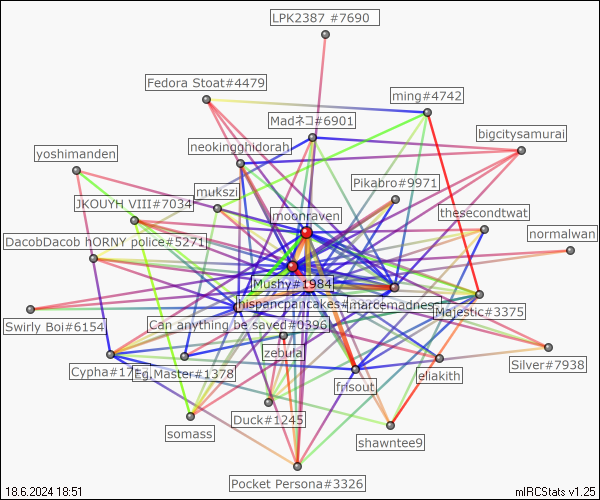 LPK2387 #7690
Fedora Stoat#4479
ming#4742
Madネコ#6901
bigcitysamurai
neokingghidorah
yoshimanden
Pikabro#9971
mukszi
JKOUYH VIII#7034
moonraven
thesecondtwat
normalwan
DacobDacob hORNY police#5271
Mushy#1984
hispancpancakes#
marcemadness
Majestic#3375
Swirly Boi#6154
Can anything be saved#0396
zebula
Silver#7938
Cypha#17
Eg.Master#1378
frisout
eliakith
Duck#1245
somass
shawntee9
Pocket Persona#3326
18.6.2024 18:51
mIRCStats v1.25